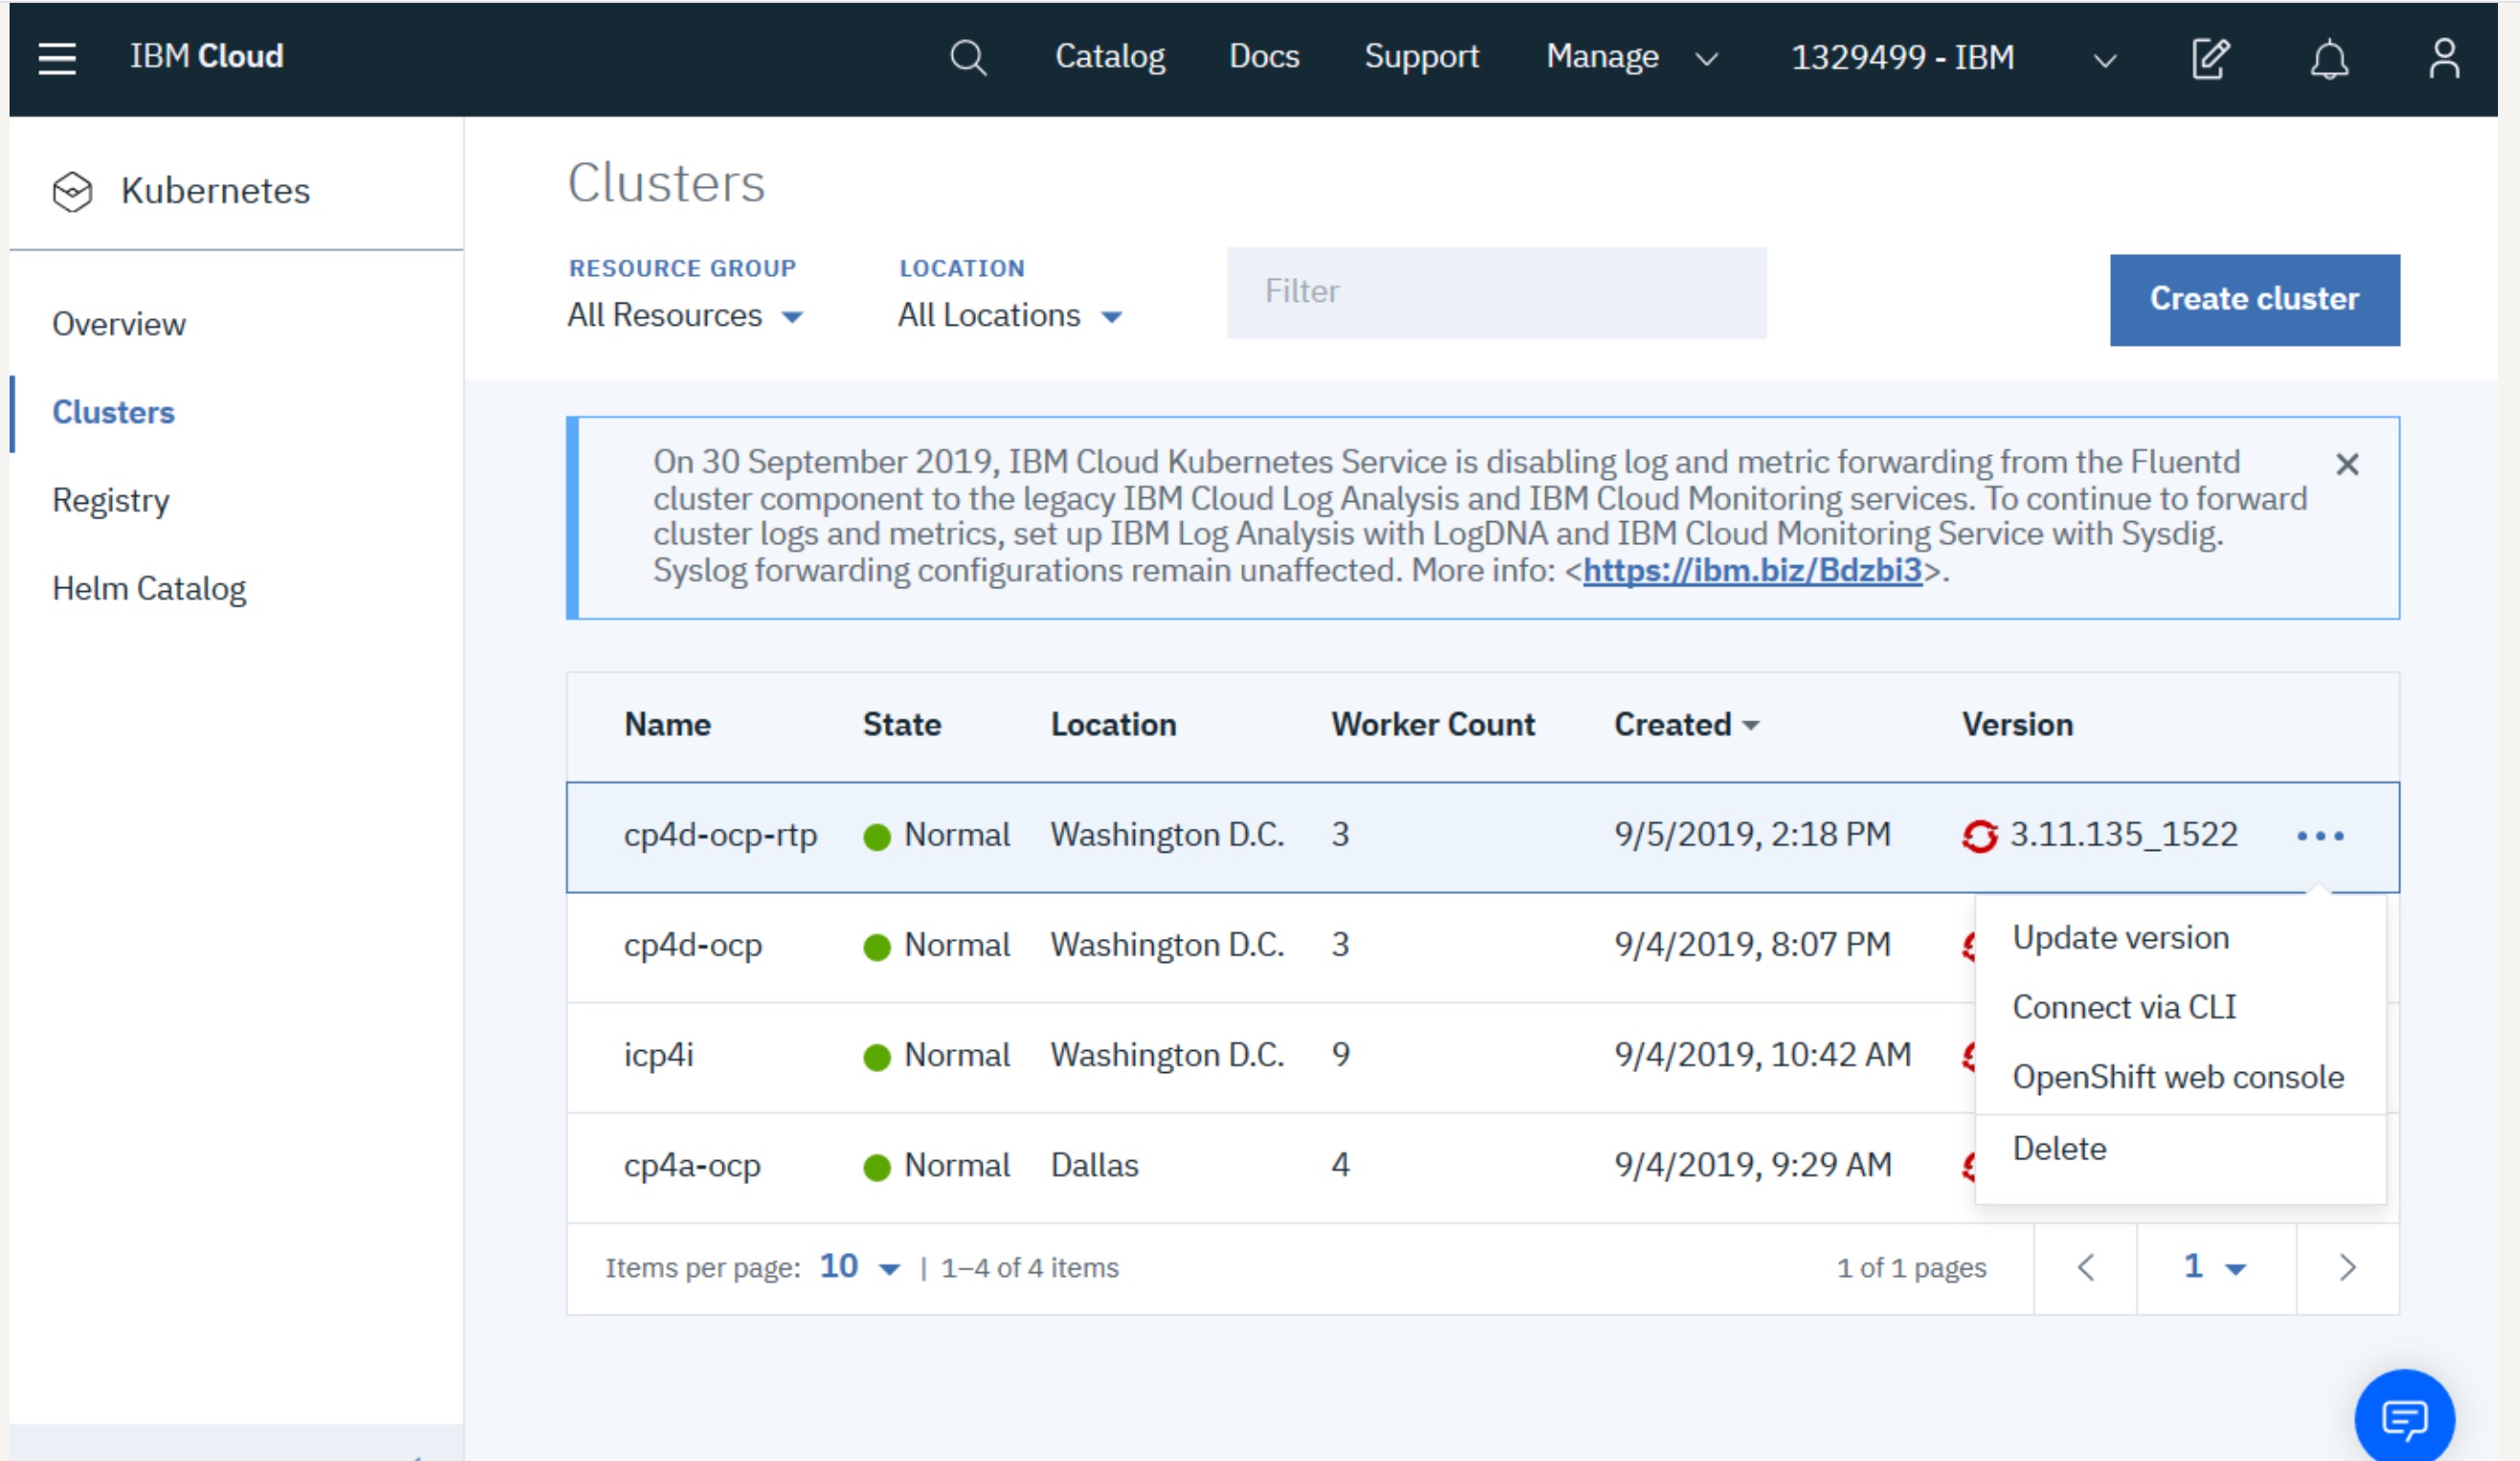 IBM Cloud
Catalog
Docs
Support
Manage
1329499 - IBM
Kubernetes
Overview
Clusters
Registry
Helm Catalog
Clusters
RESOURCE GROUP
All Resources
LOCATION
All Locations
Filter
Create cluster
On 30 September 2019, IBM Cloud Kubernetes Service is disabling log and metric forwarding from the Fluentd
cluster component to the legacy IBM Cloud Log Analysis and IBM Cloud Monitoring services. To continue to forward
cluster logs and metrics, set up IBM Log Analysis with LogDNA and IBM Cloud Monitoring Service with Sysdig.
Syslog forwarding configurations remain unaffected. More info: <https://ibm.biz/Bdzbi3>.
Name State Location Worker Count Created Version
cp4d-ocp-rtp Normal Washington D.C. 3 9/5/2019, 2:18 PM 3.11.135_1522
cp4d-ocp Normal Washington D.C. 3 9/4/2019, 8:07 PM
icp4i Normal Washington D.C. 9 9/4/2019, 10:42 AM
cp4a-ocp Normal Dallas 4 9/4/2019, 9:29 AM
Update version
Connect via CLI
OpenShift web console
Delete
Items per page: 10 | 1–4 of 4 items
1 of 1 pages
1